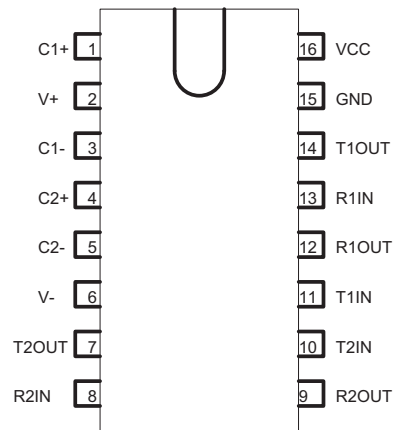 C1+ 1 16 VCC
V+ 2 15 GND
C1- 3 14 T1OUT
C2+ 4 13 R1IN
C2- 5 12 R1OUT
V- 6 11 T1IN
T2OUT 7 10 T2IN
R2IN 8 9 R2OUT